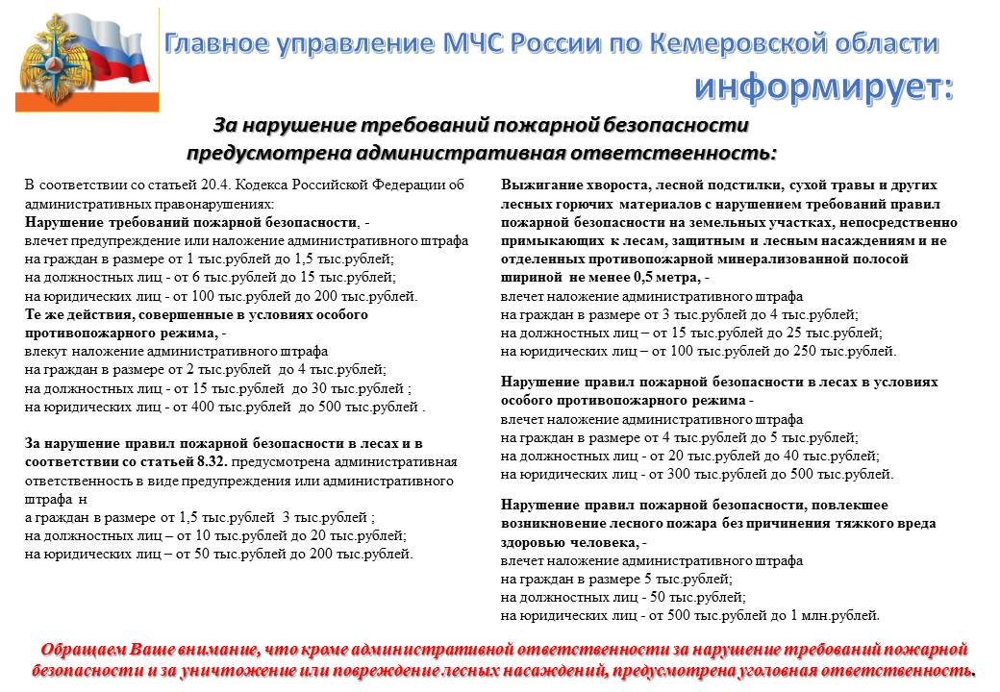 Главное управление МЧС России по Кемеровской области
информирует:
За нарушение требований пожарной безопасности
предусмотрена административная ответственность:
В соответствии со статьей 20.4. Кодекса Российской Федерации об
административных правонарушениях:
Нарушение требований пожарной безопасности, -
влечет предупреждение или наложение административного штрафа
на граждан в размере от 1 тыс.рублей до 1,5 тыс.рублей;
на должностных лиц - от 6 тыс.рублей до 15 тыс.рублей;
на юридических лиц - от 100 тыс.рублей до 200 тыс.рублей.
Те же действия, совершенные в условиях особого
противопожарного режима, -
влекут наложение административного штрафа
на граждан в размере от 2 тыс.рублей до 4 тыс.рублей;
на должностных лиц - от 15 тыс.рублей до 30 тыс.рублей ;
на юридических лиц - от 400 тыс.рублей до 500 тыс.рублей .
За нарушение правил пожарной безопасности в лесах и в
соответствии со статьей 8.32. предусмотрена административная
ответственность в виде предупреждения или административного
штрафа н
а граждан в размере от 1,5 тыс.рублей 3 тыс.рублей ;
на должностных лиц – от 10 тыс.рублей до 20 тыс.рублей;
на юридических лиц – от 50 тыс.рублей до 200 тыс.рублей.
Выжигание хвороста, лесной подстилки, сухой травы и других
лесных горючих материалов с нарушением требований правил
пожарной безопасности на земельных участках, непосредственно
примыкающих к лесам, защитным и лесным насаждениям и не
отделенных противопожарной минерализованной полосой
шириной не менее 0,5 метра, -
влечет наложение административного штрафа
на граждан в размере от 3 тыс.рублей до 4 тыс.рублей;
на должностных лиц – от 15 тыс.рублей до 25 тыс.рублей;
на юридических лиц – от 100 тыс.рублей до 250 тыс.рублей.
Нарушение правил пожарной безопасности в лесах в условиях
особого противопожарного режима -
влечет наложение административного штрафа
на граждан в размере от 4 тыс.рублей до 5 тыс.рублей;
на должностных лиц - от 20 тыс.рублей до 40 тыс.рублей;
на юридических лиц - от 300 тыс.рублей до 500 тыс.рублей.
Нарушение правил пожарной безопасности, повлекшее
возникновение лесного пожара без причинения тяжкого вреда
здоровью человека, -
влечет наложение административного штрафа
на граждан в размере 5 тыс.рублей;
на должностных лиц - 50 тыс.рублей;
на юридических лиц - от 500 тыс.рублей до 1 млн.рублей.
Обращаем Ваше внимание, что кроме административной ответственности за нарушение требований пожарной
безопасности и за уничтожение или повреждение лесных насаждений, предусмотрена уголовная ответственность.